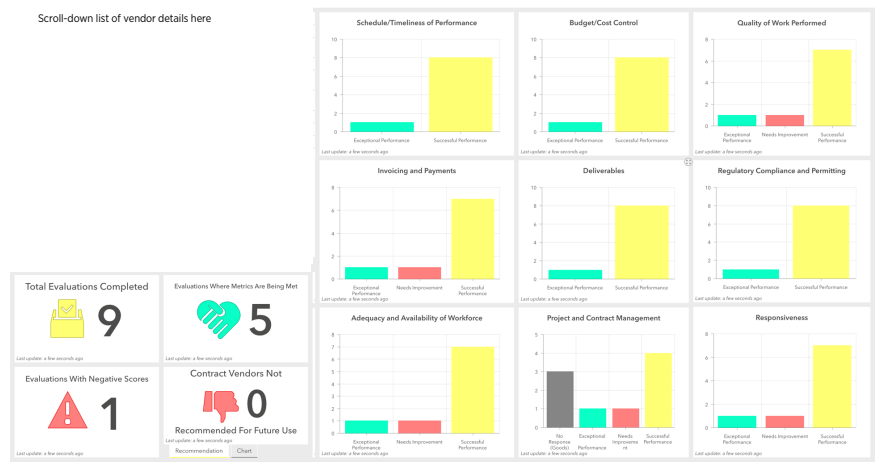 Scroll-down list of vendor details here
Total Evaluations Completed
9
Last update: a few seconds ago
Evaluations Where Metrics Are Being Met
5
Last update: a few seconds ago
Evaluations With Negative Scores
1
Last update: a few seconds ago
Contract Vendors Not
0
Recommended For Future Use
Last update: a few seconds ago
Recommendation Chart
Schedule/Timeliness of Performance
10
8
6
4
2
0
Exceptional Performance Successful Performance
Last update: a few seconds ago
Budget/Cost Control
10
8
6
4
2
0
Exceptional Performance Successful Performance
Last update: a few seconds ago
Quality of Work Performed
8
6
4
2
0
Exceptional Needs Improvement Successful
Performance Performance
Last update: a few seconds ago
Invoicing and Payments
8
6
4
2
0
Exceptional Needs Improvement Successful
Performance Performance
Last update: a few seconds ago
Deliverables
10
8
6
4
2
0
Exceptional Performance Successful Performance
Last update: a few seconds ago
Regulatory Compliance and Permitting
10
8
6
4
2
0
Exceptional Performance Successful Performance
Last update: a few seconds ago
Adequacy and Availability of Workforce
8
6
4
2
0
Exceptional Needs Improvement Successful
Performance Performance
Last update: a few seconds ago
Project and Contract Management
5
4
3
2
1
0
No Exceptional Needs Successful
Response Performance Improveme Performance
(Goods) nt
Last update: a few seconds ago
Responsiveness
8
6
4
2
0
Exceptional Needs Improvement Successful
Performance Performance
Last update: a few seconds ago